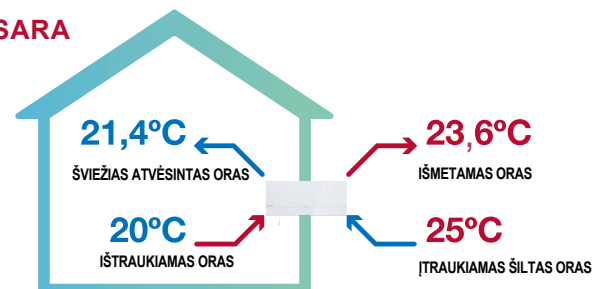 SARA
21,4ºC
ŠVIEŽIAS ATVĖSINTAS ORAS
23,6ºC
IŠMETAMAS ORAS
20ºC
IŠTRAUKIAMAS ORAS
25ºC
ĮTRAUKIAMAS ŠILTAS ORAS